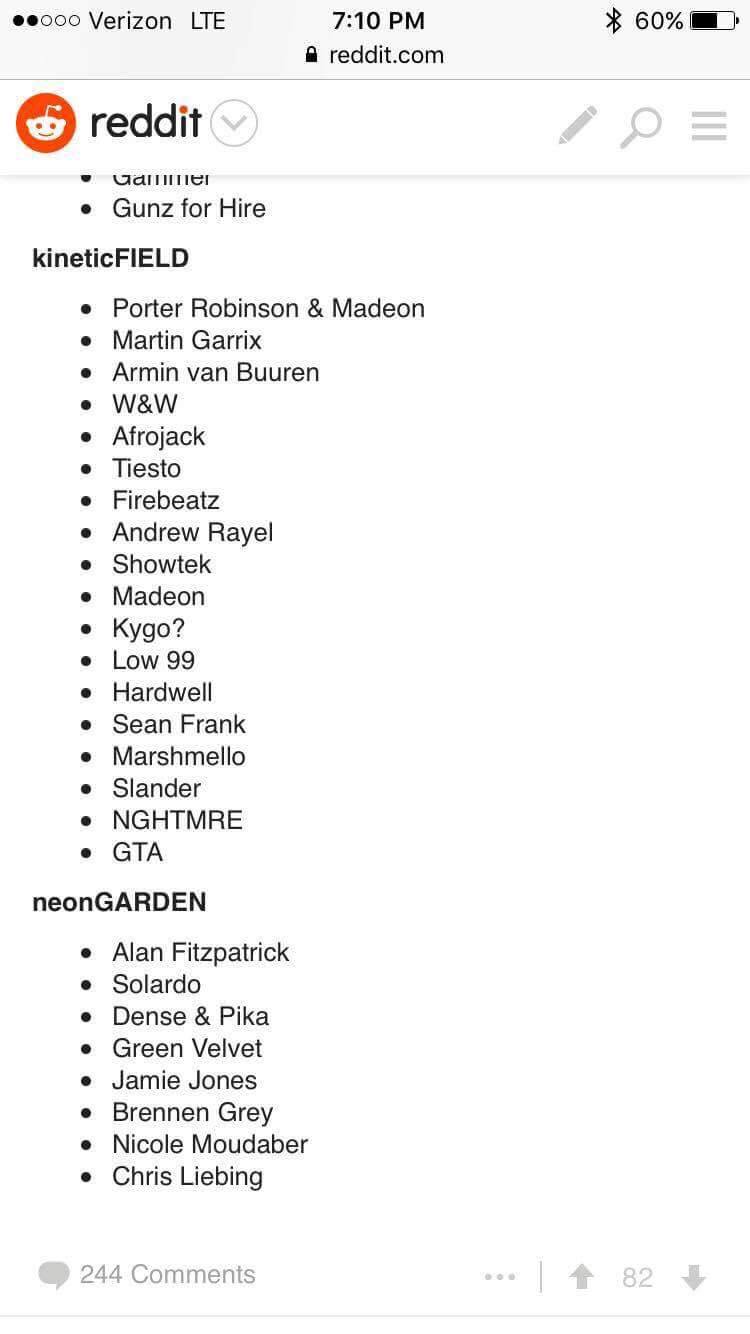 Verizon LTE 7:10 PM 60%
reddit.com
reddit
Gammer
• Gunz for Hire
kineticFIELD
• Porter Robinson & Madeon
• Martin Garrix
• Armin van Buuren
• W&W
• Afrojack
• Tiesto
• Firebeatz
• Andrew Rayel
• Showtek
• Madeon
• Kygo?
• Low 99
• Hardwell
• Sean Frank
• Marshmello
• Slander
• NGHTMRE
• GTA
neonGARDEN
• Alan Fitzpatrick
• Solardo
• Dense & Pika
• Green Velvet
• Jamie Jones
• Brennen Grey
• Nicole Moudaber
• Chris Liebing
244 Comments ... 82